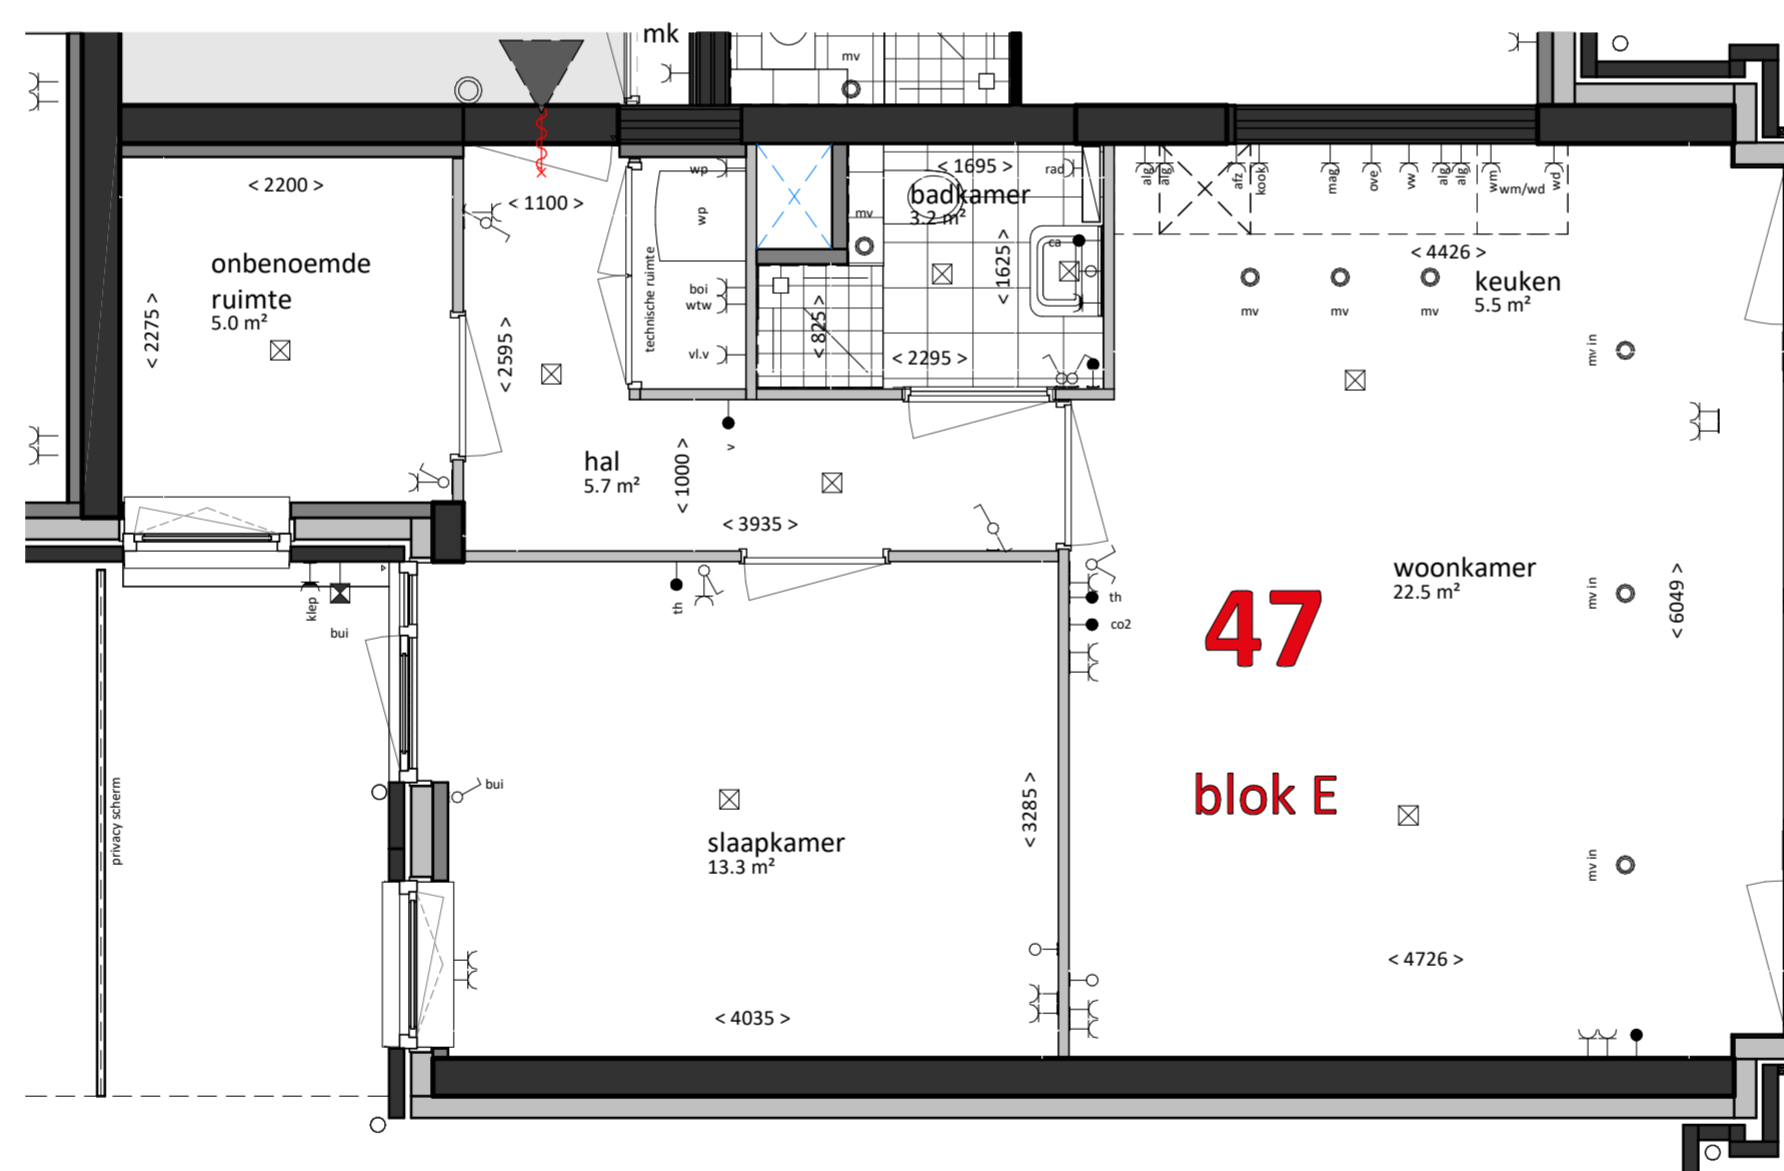 mk
mv
< 2200 >
< 1100 >
wp
wp
< 1695 >
badkamer
3.2 m²
rad
mv
ca
alg
alg
afz
kook
mag
ove
vw
alg
alg
wm
wm/wd
wd
onbenoemde
ruimte
5.0 m²
< 2275 >
< 2595 >
technische ruimte
boi
wtw
vl.v
< 825 >
< 1625 >
< 2295 >
< 4426 >
keuken
5.5 m²
mv
mv
mv
mv in
hal
5.7 m²
< 1000 >
v
< 3935 >
klep
bui
th
th
co2
47
woonkamer
22.5 m²
mv in
< 6049 >
privacy scherm
bui
slaapkamer
13.3 m²
< 3285 >
blok E
mv in
< 4035 >
< 4726 >